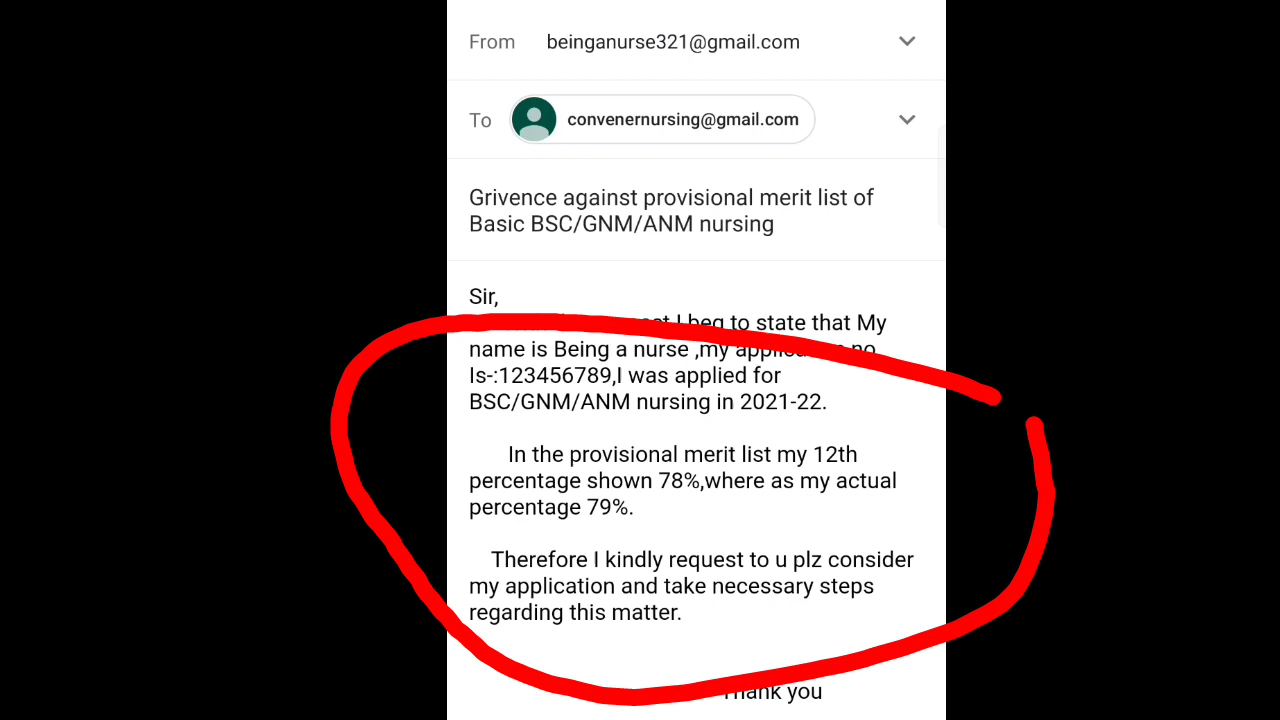 From beinganurse321@gmail.com
To convenernursing@gmail.com
Grivence against provisional merit list of
Basic BSC/GNM/ANM nursing
Sir,
I beg to state that My
name is Being a nurse ,my application no
Is-:123456789,I was applied for
BSC/GNM/ANM nursing in 2021-22.
In the provisional merit list my 12th
percentage shown 78%,where as my actual
percentage 79%.
Therefore I kindly request to u plz consider
my application and take necessary steps
regarding this matter.
Thank you